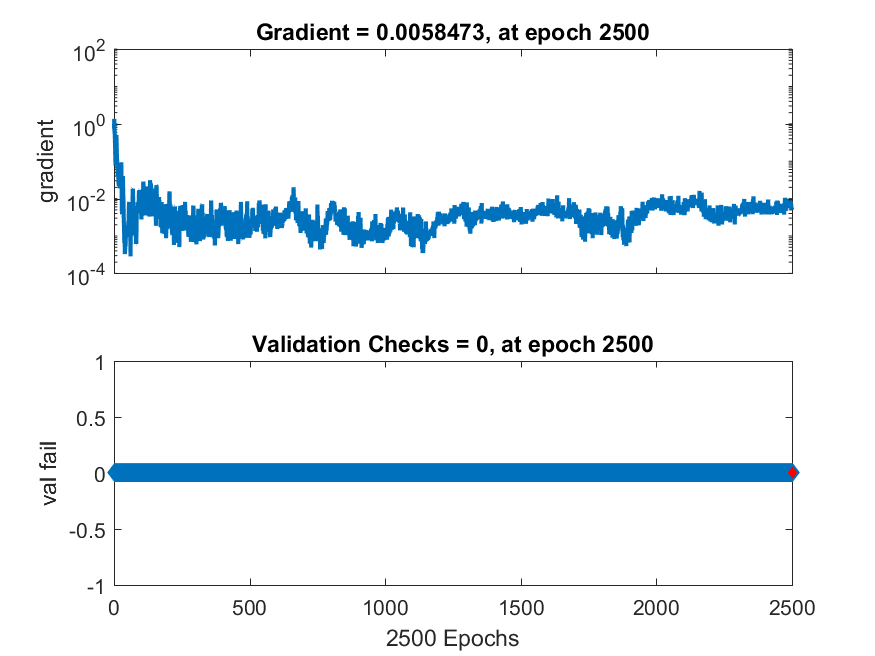 Gradient = 0.0058473, at epoch 2500
10^2
10^0
10^-2
10^-4
gradient
Validation Checks = 0, at epoch 2500
1
0.5
0
-0.5
-1
val fail
0 500 1000 1500 2000 2500
2500 Epochs